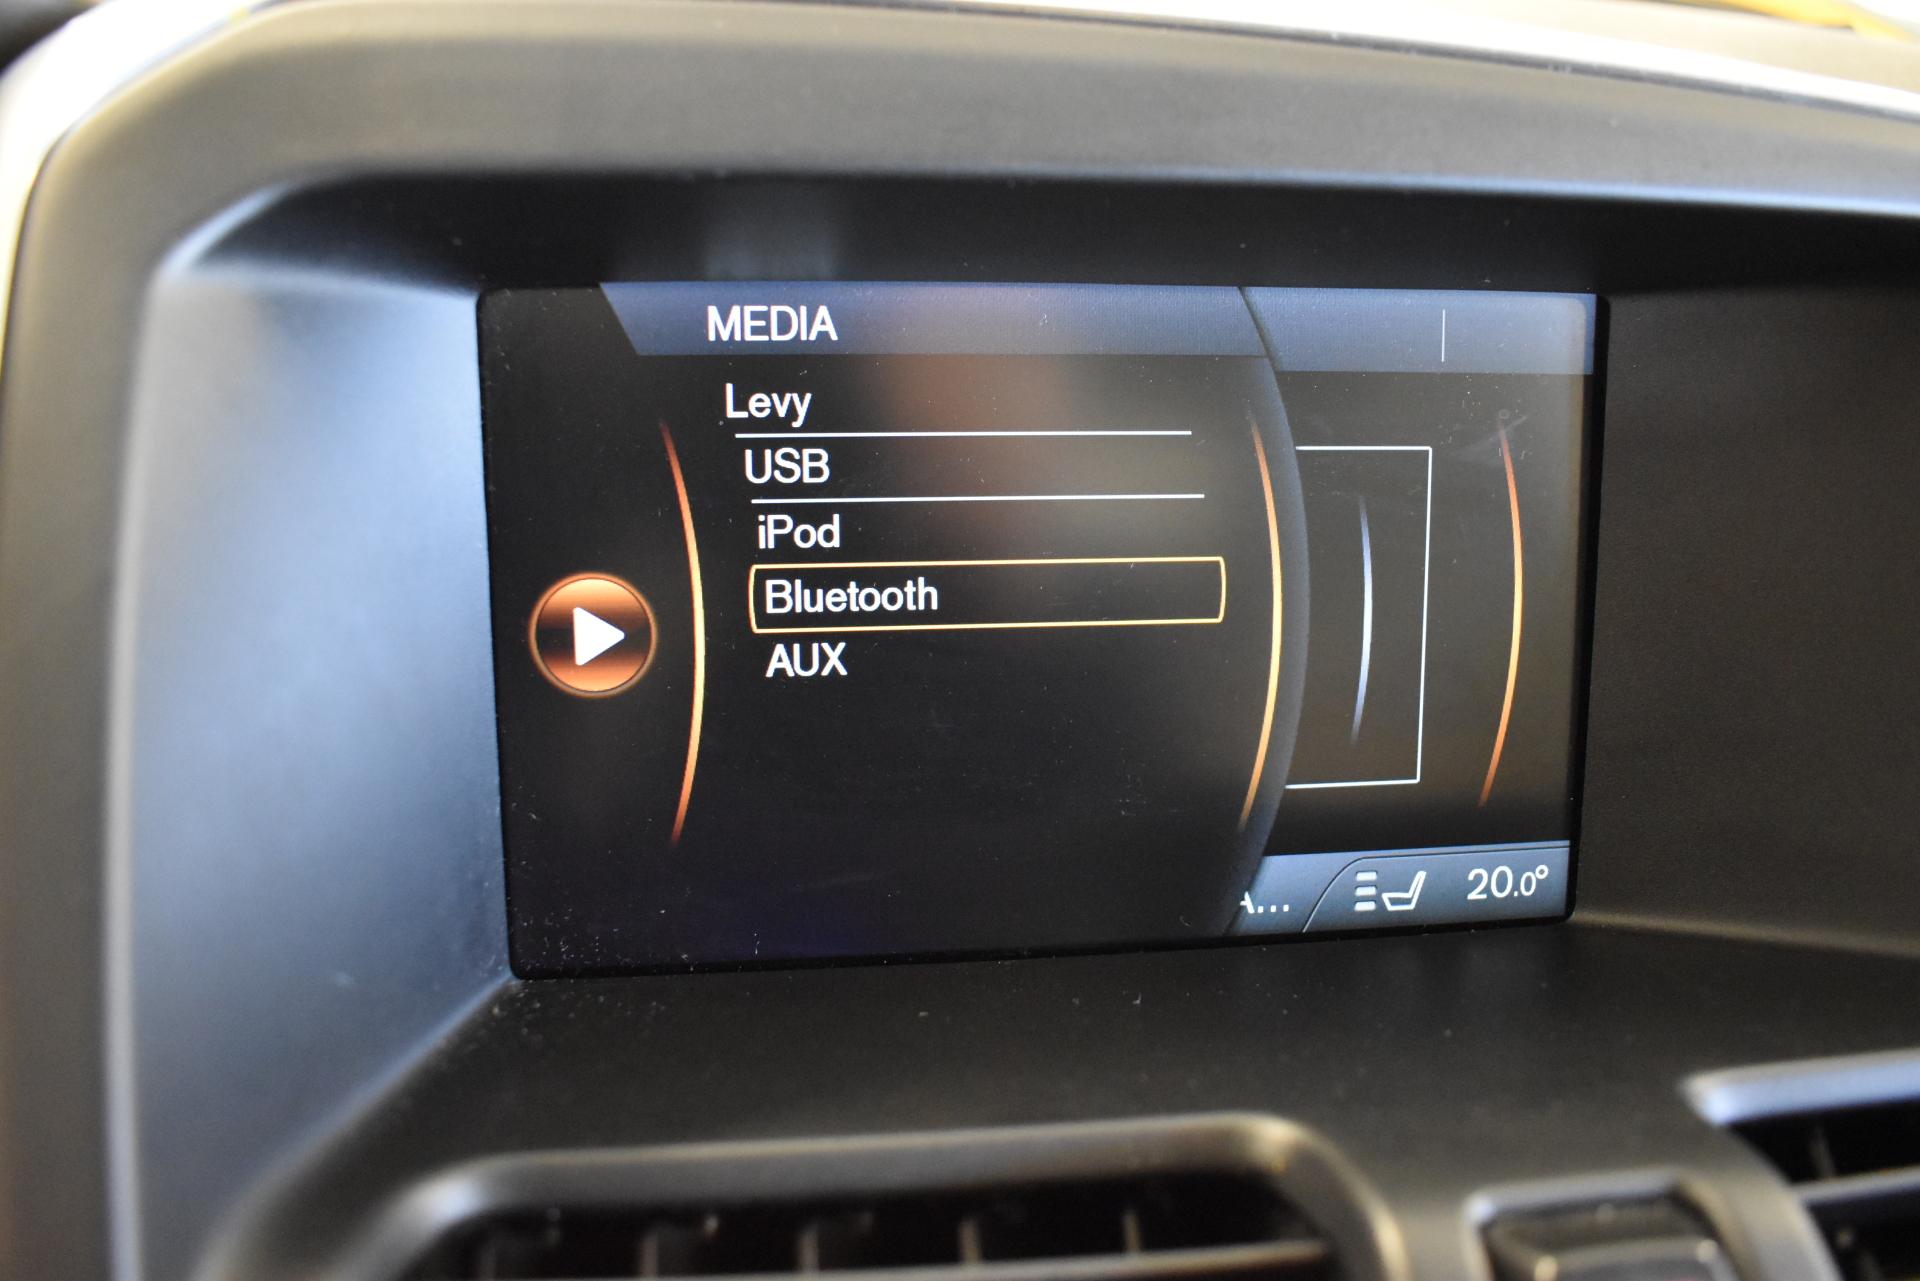 MEDIA
Levy
USB
iPod
Bluetooth
AUX
20.0°